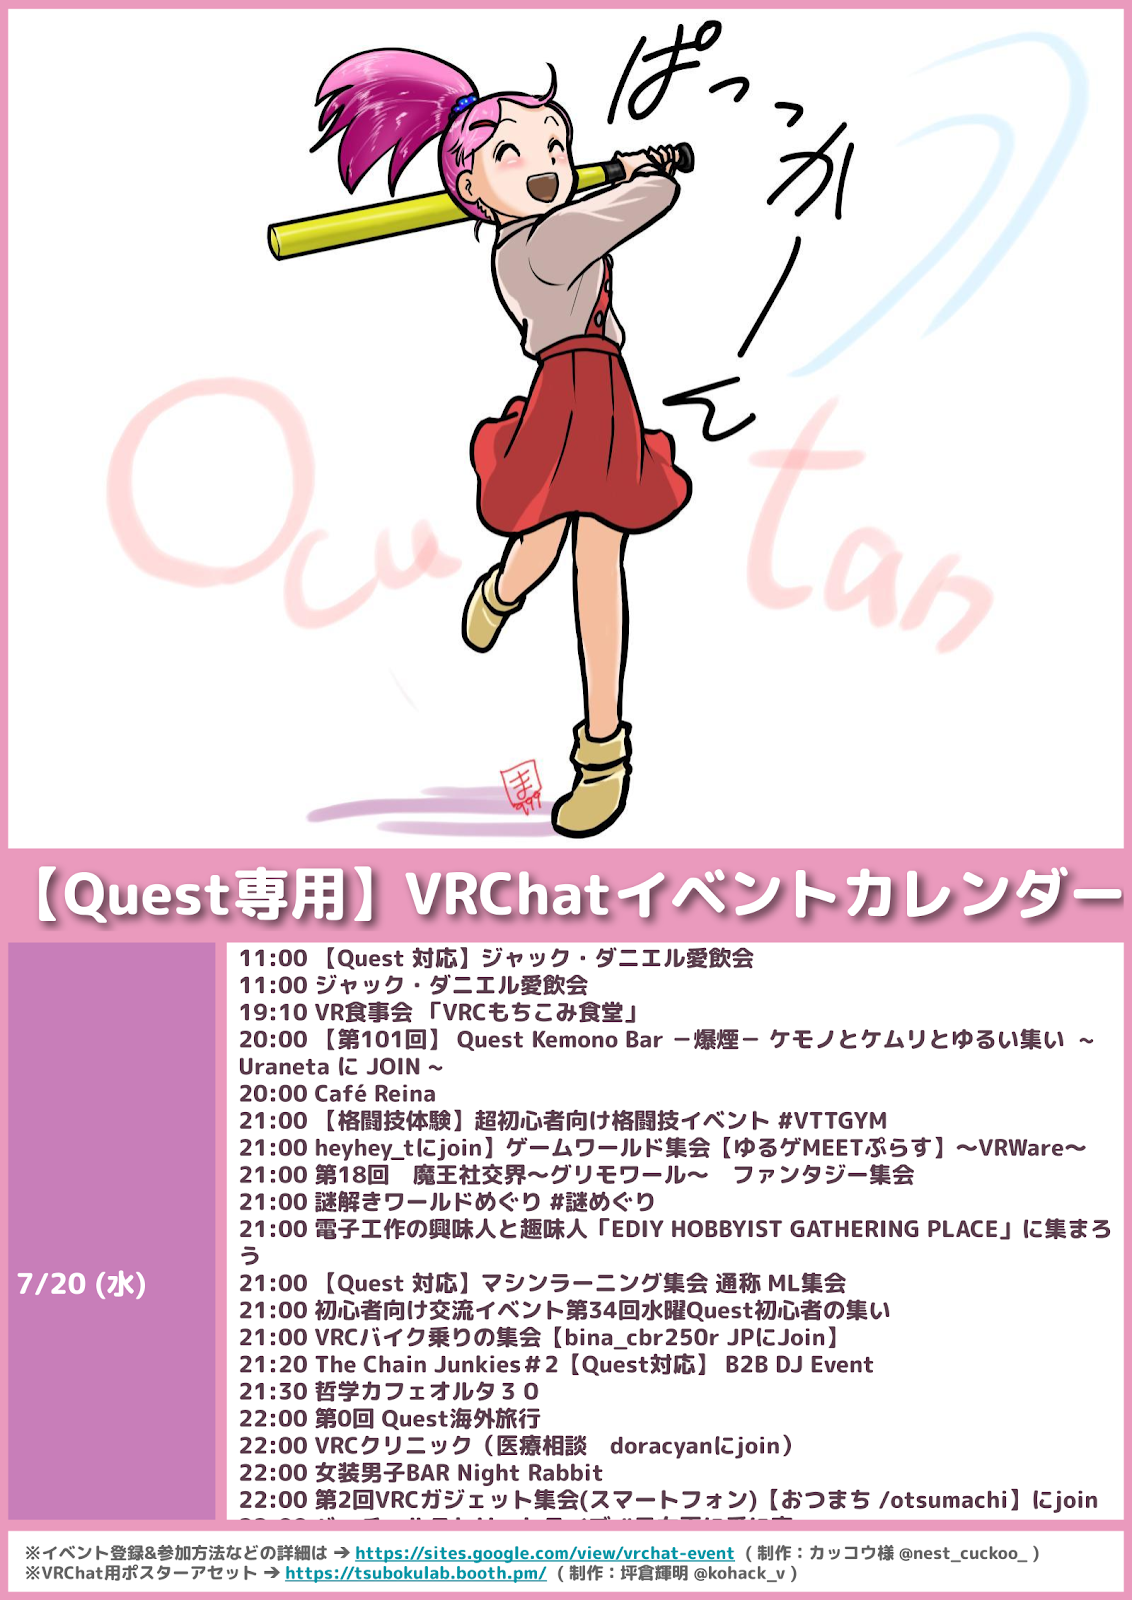 ぱっっかーーん
Ocu tan
ま
999
【Quest専用】VRChatイベントカレンダー
7/20 (水)
11:00 【Quest 対応】ジャック・ダニエル愛飲会
11:00 ジャック・ダニエル愛飲会
19:10 VR食事会 「VRCもちこみ食堂」
20:00 【第101回】 Quest Kemono Bar －爆煙－ ケモノとケムリとゆるい集い ～
Uraneta に JOIN ~
20:00 Café Reina
21:00 【格闘技体験】超初心者向け格闘技イベント #VTTGYM
21:00 heyhey_tにjoin】ゲームワールド集会【ゆるゲMEETぷらす】～VRWare～
21:00 第18回　魔王社交界～グリモワール～　ファンタジー集会
21:00 謎解きワールドめぐり #謎めぐり
21:00 電子工作の興味人と趣味人「EDIY HOBBYIST GATHERING PLACE」に集まろ
う
21:00 【Quest 対応】マシンラーニング集会 通称 ML集会
21:00 初心者向け交流イベント第34回水曜Quest初心者の集い
21:00 VRCバイク乗りの集会【bina_cbr250r JPにJoin】
21:20 The Chain Junkies＃2【Quest対応】 B2B DJ Event
21:30 哲学カフェオルタ３０
22:00 第0回 Quest海外旅行
22:00 VRCクリニック（医療相談　doracyanにjoin）
22:00 女装男子BAR Night Rabbit
22:00 第2回VRCガジェット集会(スマートフォン)【おつまち /otsumachi】にjoin
※イベント登録&参加方法などの詳細は → https://sites.google.com/view/vrchat-event （ 制作：カッコウ様 @nest_cuckoo_ ）
※VRChat用ポスターアセット → https://tsubokulab.booth.pm/ （ 制作：坪倉輝明 @kohack_v ）